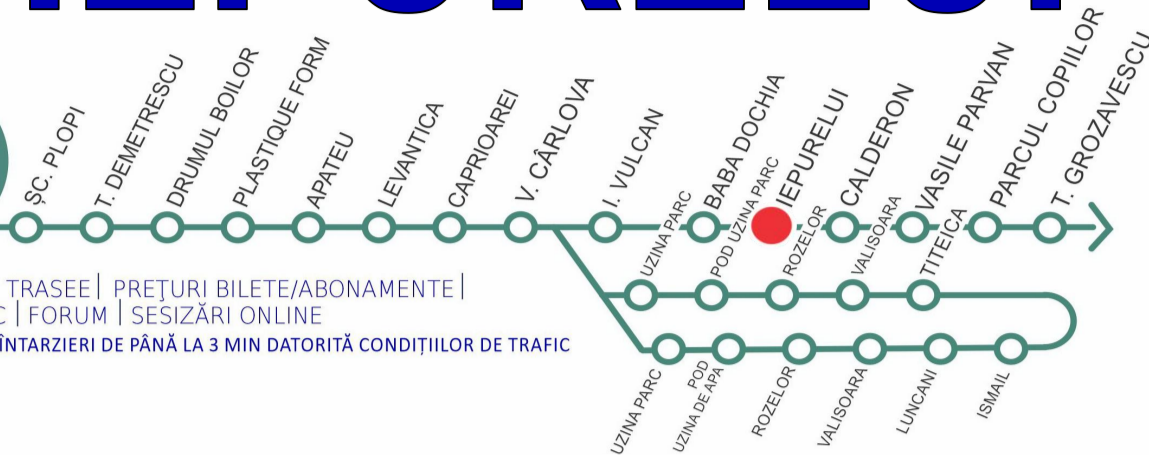 IEPURELUI
ȘC. PLOPI
T. DEMETRESCU
DRUMUL BOILOR
PLASTIQUE FORM
APATEU
LEVANTICA
CAPRIOAREI
V. CÂRLOVA
I. VULCAN
BABA DOCHIA
IEPURELUI
CALDERON
VASILE PARVAN
PARCUL COPIILOR
T. GROZAVESCU
UZINA PARC
POD UZINA PARC
ROZELOR
VALISOARA
TITEICA
TRASEE| PREŢURI BILETE/ABONAMENTE|
C | FORUM | SESIZĂRI ONLINE
ÎNTARZIERI DE PÂNĂ LA 3 MIN DATORITĂ CONDIȚIILOR DE TRAFIC
UZINA PARC
POD
UZINA DE APA
ROZELOR
VALISOARA
LUNCANI
ISMAIL